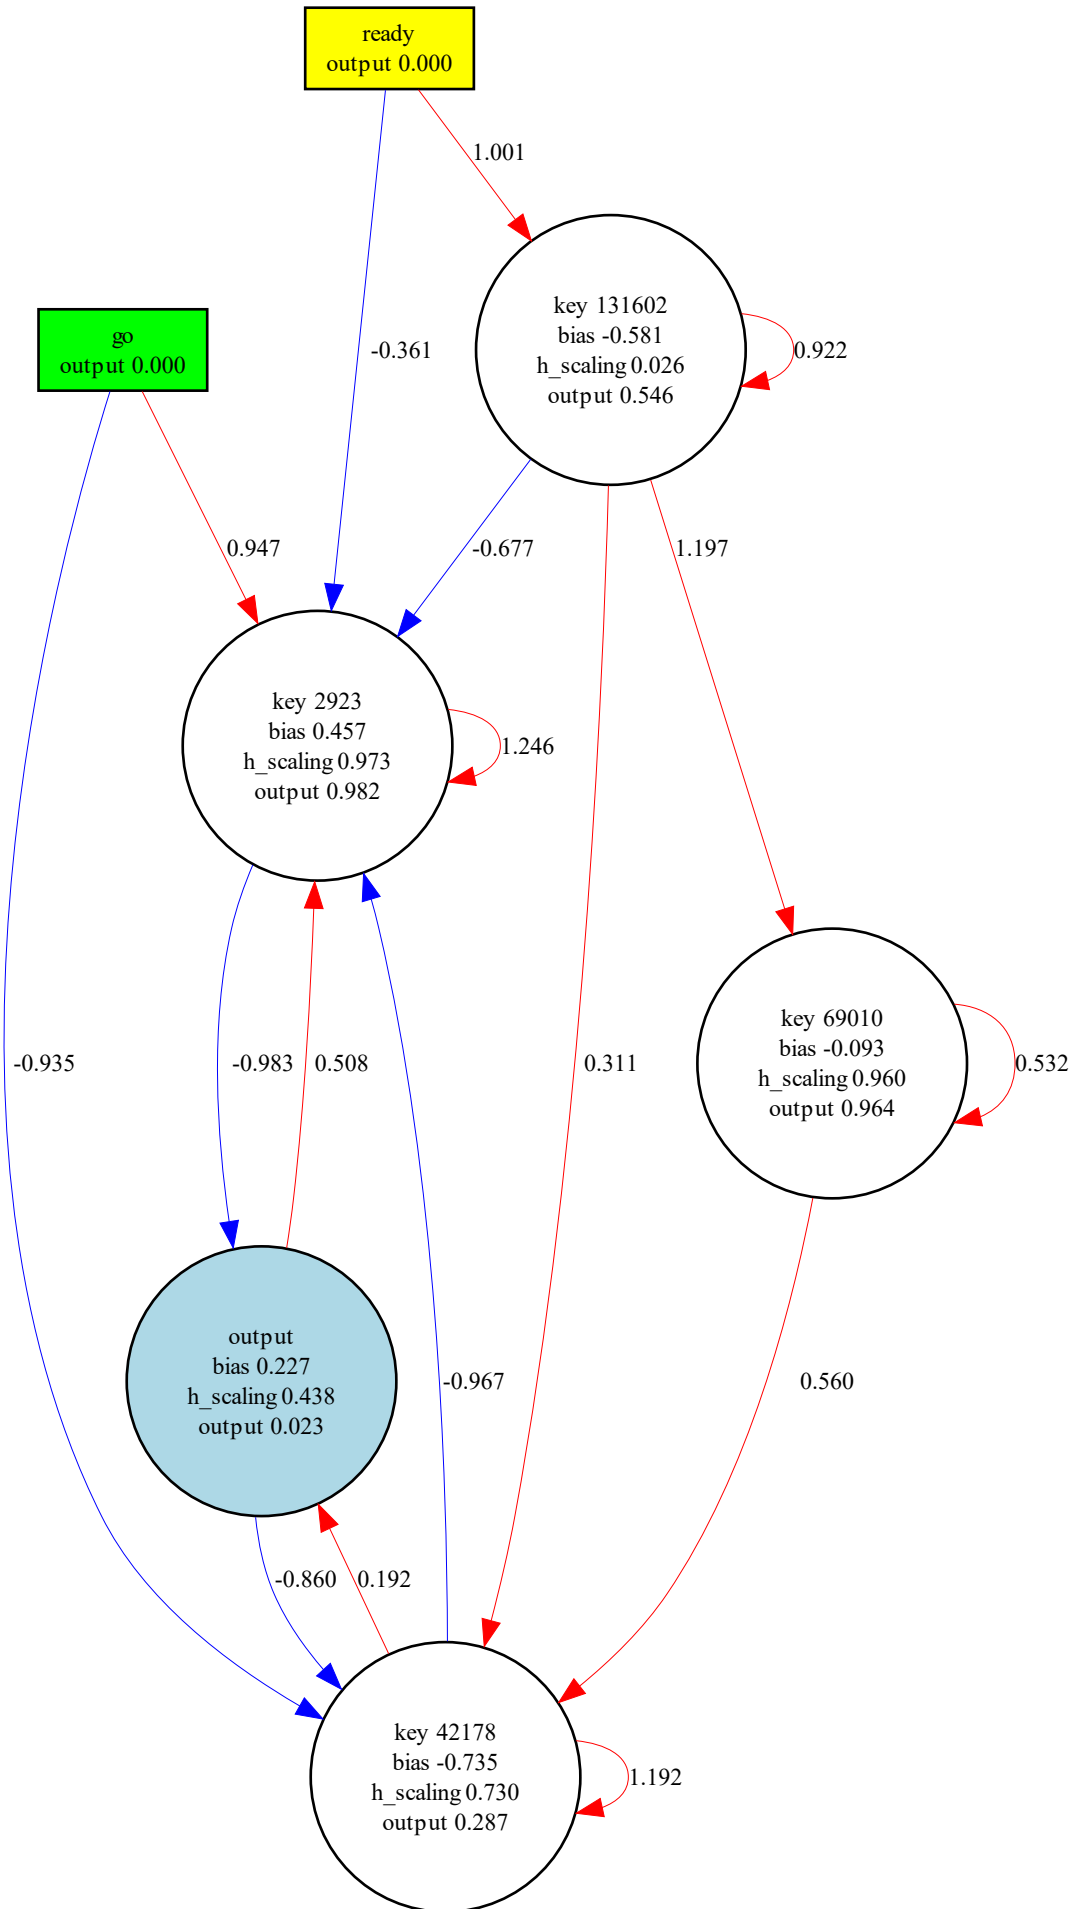 ready
output 0.000
1.001
key 131602
bias -0.581
h_scaling 0.026
output 0.546
0.922
go
output 0.000
-0.361
0.947
-0.677
1.197
key 2923
bias 0.457
h_scaling 0.973
output 0.982
1.246
key 69010
bias -0.093
h_scaling 0.960
output 0.964
0.532
-0.935
-0.983
0.508
0.311
output
bias 0.227
h_scaling 0.438
output 0.023
-0.967
0.560
-0.860
0.192
key 42178
bias -0.735
h_scaling 0.730
output 0.287
1.192